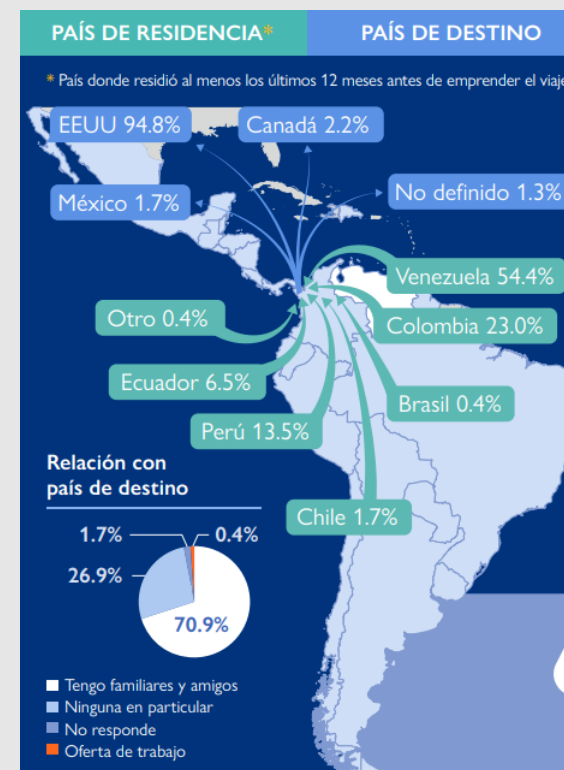 PAÍS DE RESIDENCIA*
PAÍS DE DESTINO
* País donde residió al menos los últimos 12 meses antes de emprender el viaje
EEUU 94.8%
Canadá 2.2%
México 1.7%
No definido 1.3%
Venezuela 54.4%
Otro 0.4%
Colombia 23.0%
Ecuador 6.5%
Brasil 0.4%
Perú 13.5%
Chile 1.7%
Relación con
país de destino
1.7%
0.4%
26.9%
70.9%
Tengo familiares y amigos
Ninguna en particular
No responde
Oferta de trabajo